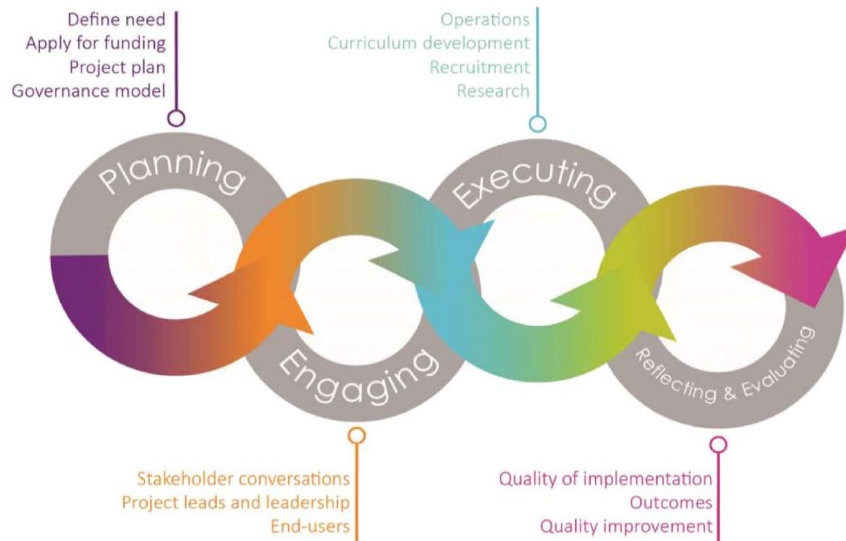 Define need
Apply for funding
Project plan
Governance model
Operations
Curriculum development
Recruitment
Research
Planning
Engaging
Executing
Reflecting & Evaluating
Stakeholder conversations
Project leads and leadership
End-users
Quality of implementation
Outcomes
Quality improvement